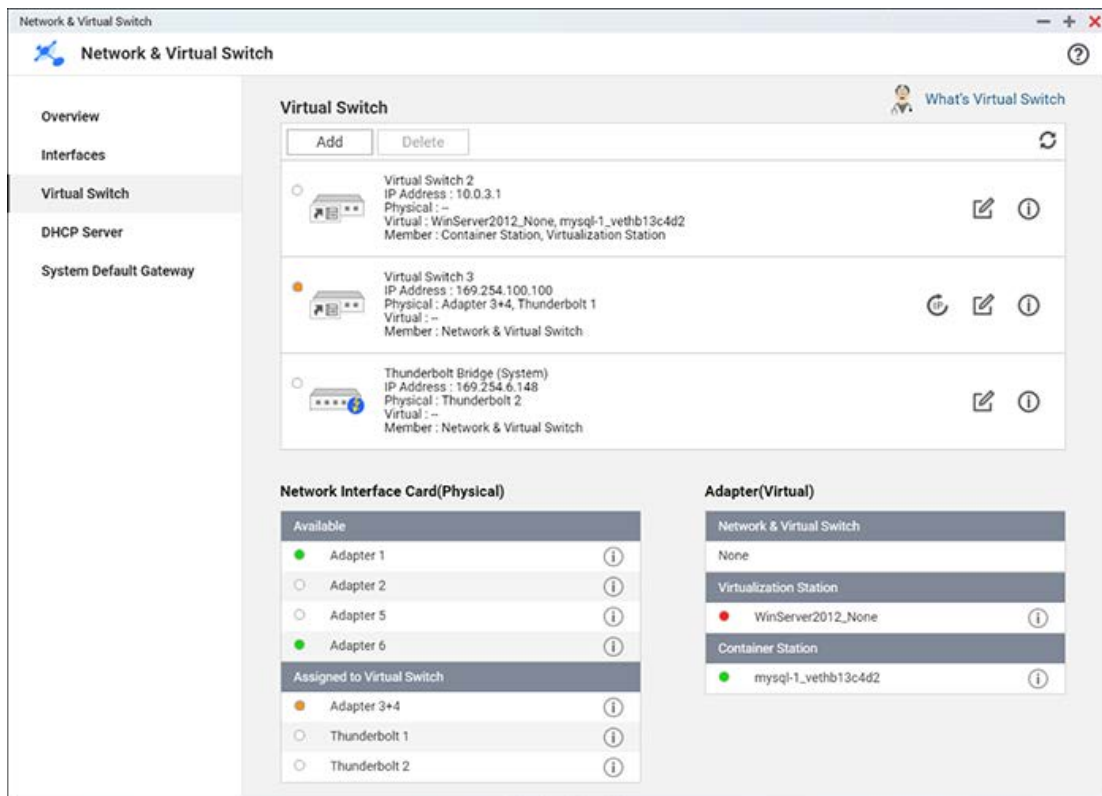 Network & Virtual Switch
Network & Virtual Switch
Overview
Interfaces
Virtual Switch
DHCP Server
System Default Gateway
Virtual Switch
What's Virtual Switch
Add
Delete
Virtual Switch 2
IP Address : 10.0.3.1
Physical : --
Virtual : WinServer2012_None, mysql-1_vethb13c4d2
Member : Container Station, Virtualization Station
Virtual Switch 3
IP Address : 169.254.100.100
Physical : Adapter 3+4, Thunderbolt 1
Virtual : --
Member : Network & Virtual Switch
IP
Thunderbolt Bridge (System)
IP Address : 169.254.6.148
Physical : Thunderbolt 2
Virtual : --
Member : Network & Virtual Switch
Network Interface Card(Physical)
Available
Adapter 1
Adapter 2
Adapter 5
Adapter 6
Assigned to Virtual Switch
Adapter 3+4
Thunderbolt 1
Thunderbolt 2
Adapter(Virtual)
Network & Virtual Switch
None
Virtualization Station
WinServer2012_None
Container Station
mysql-1_vethb13c4d2